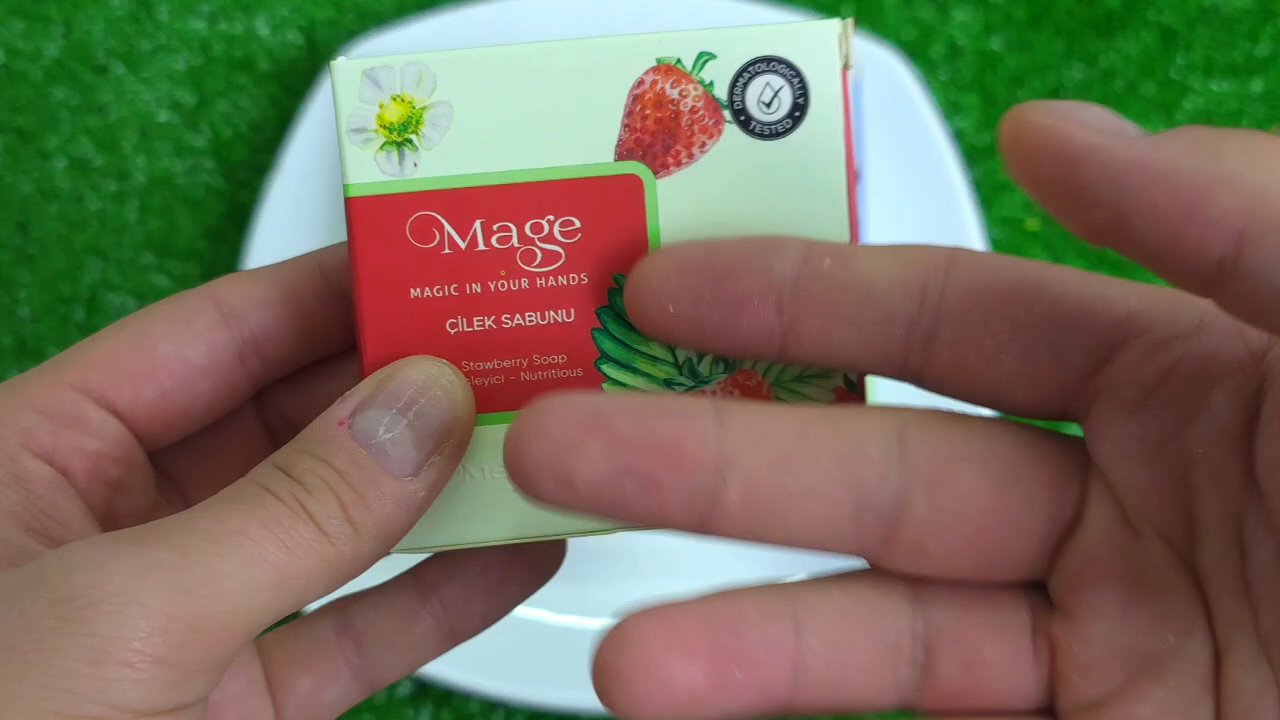 DERMATOLOGICALLY
TESTED
Mage
MAGIC IN YOUR HANDS
ÇİLEK SABUNU
Stawberry Soap
Nutritious